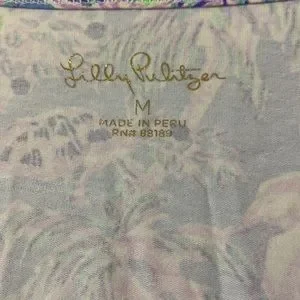 Lilly Pulitzer
M
MADE IN PERU
RN# 88189